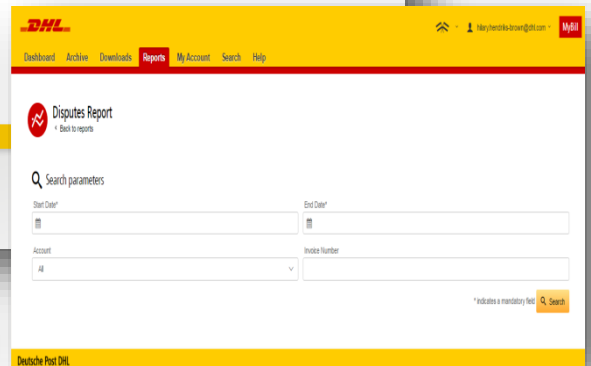 DHL
hilary.hendriks-brown@dhl.com
MyBill
Dashboard Archive Downloads Reports My Account Search Help
Disputes Report
< Back to reports
Search parameters
Start Date* End Date*
Account Invoice Number
All
* indicates a mandatory field Search
Deutsche Post DHL